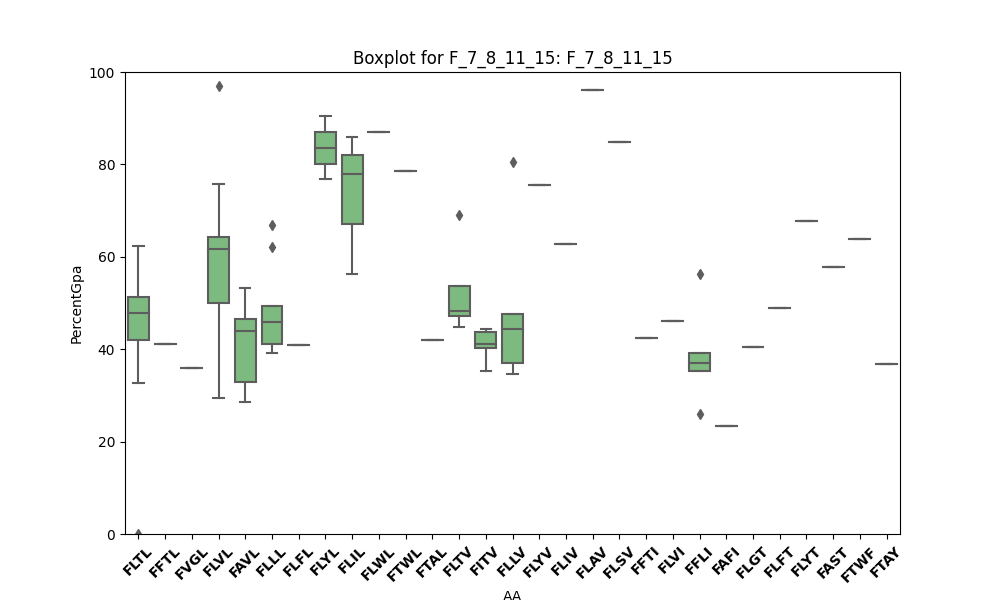 Boxplot for F_7_8_11_15: F_7_8_11_15
PercentGpa
100
80
60
40
20
0
FLTL
FFTL
FVGL
FLVL
FAVL
FLLL
FLFL
FLYL
FLIL
FLWL
FTWL
FTAL
FLTV
FITV
FLLV
FLYV
FLIV
FLAV
FLSV
FFTI
FLVI
FFLI
FAFI
FLGT
FLFT
FLYT
FAST
FTWF
FTAY
AA